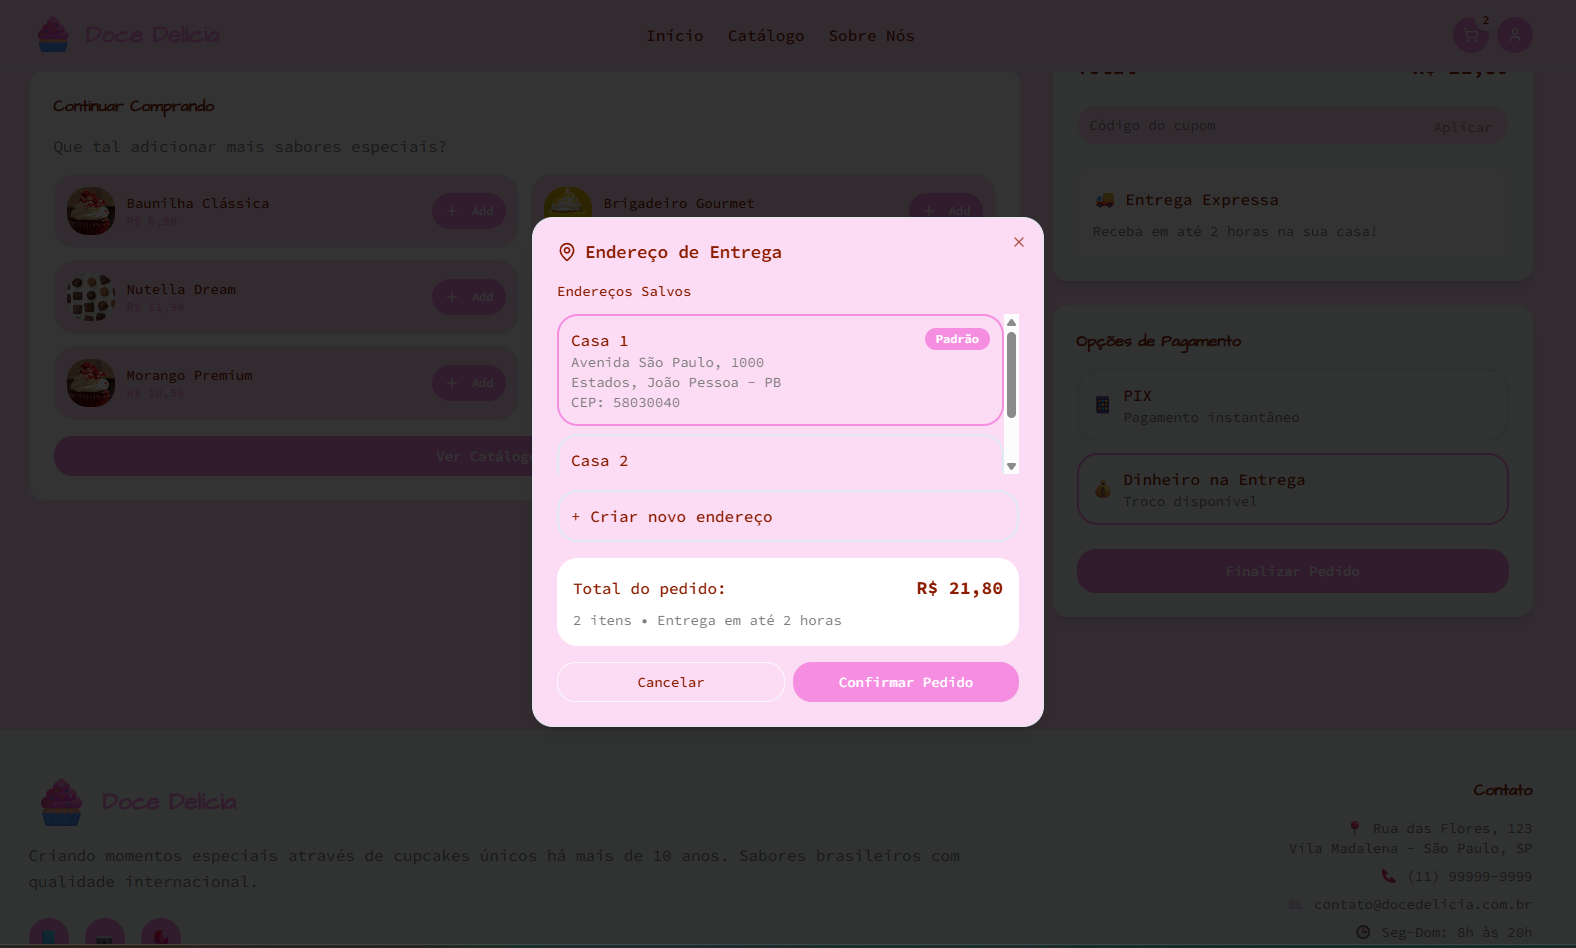 Doce Delícia
Início
Catálogo
Sobre Nós
2
Continuar Comprando
Que tal adicionar mais sabores especiais?
Baunilha Clássica
R$ 8,90
+ Add
Brigadeiro Gourmet
+ Add
Nutella Dream
R$ 11,90
+ Add
Morango Premium
R$ 10,50
+ Add
Ver Catálogo
Total
Código do cupom
Aplicar
Entrega Expressa
Receba em até 2 horas na sua casa!
Opções de Pagamento
PIX
Pagamento instantâneo
Dinheiro na Entrega
Troco disponível
Finalizar Pedido
Endereço de Entrega
Endereços Salvos
Casa 1
Padrão
Avenida São Paulo, 1000
Estados, João Pessoa - PB
CEP: 58030040
Casa 2
+ Criar novo endereço
Total do pedido:
R$ 21,80
2 itens • Entrega em até 2 horas
Cancelar
Confirmar Pedido
Doce Delícia
Criando momentos especiais através de cupcakes únicos há mais de 10 anos. Sabores brasileiros com
qualidade internacional.
Contato
Rua das Flores, 123
Vila Madalena - São Paulo, SP
(11) 99999-9999
contato@docedelicia.com.br
Seg-Dom: 8h às 20h